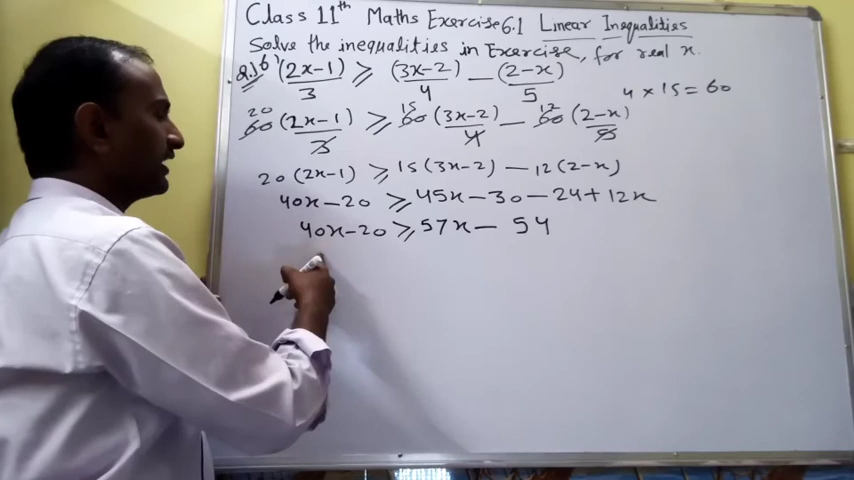 Class 11th Maths Exercise 6.1 Linear Inequalities
Solve the inequalities in Exercise, for real x.
Q.16 (2x-1)/3 ≥ (3x-2)/4 - (2-x)/5
4 × 15 = 60
20 15 12
60 (2x-1)/3 ≥ 60 (3x-2)/4 - 60 (2-x)/5
20 (2x-1) ≥ 15 (3x-2) - 12 (2-x)
40x-20 ≥ 45x-30-24+12x
40x-20 ≥ 57x-54